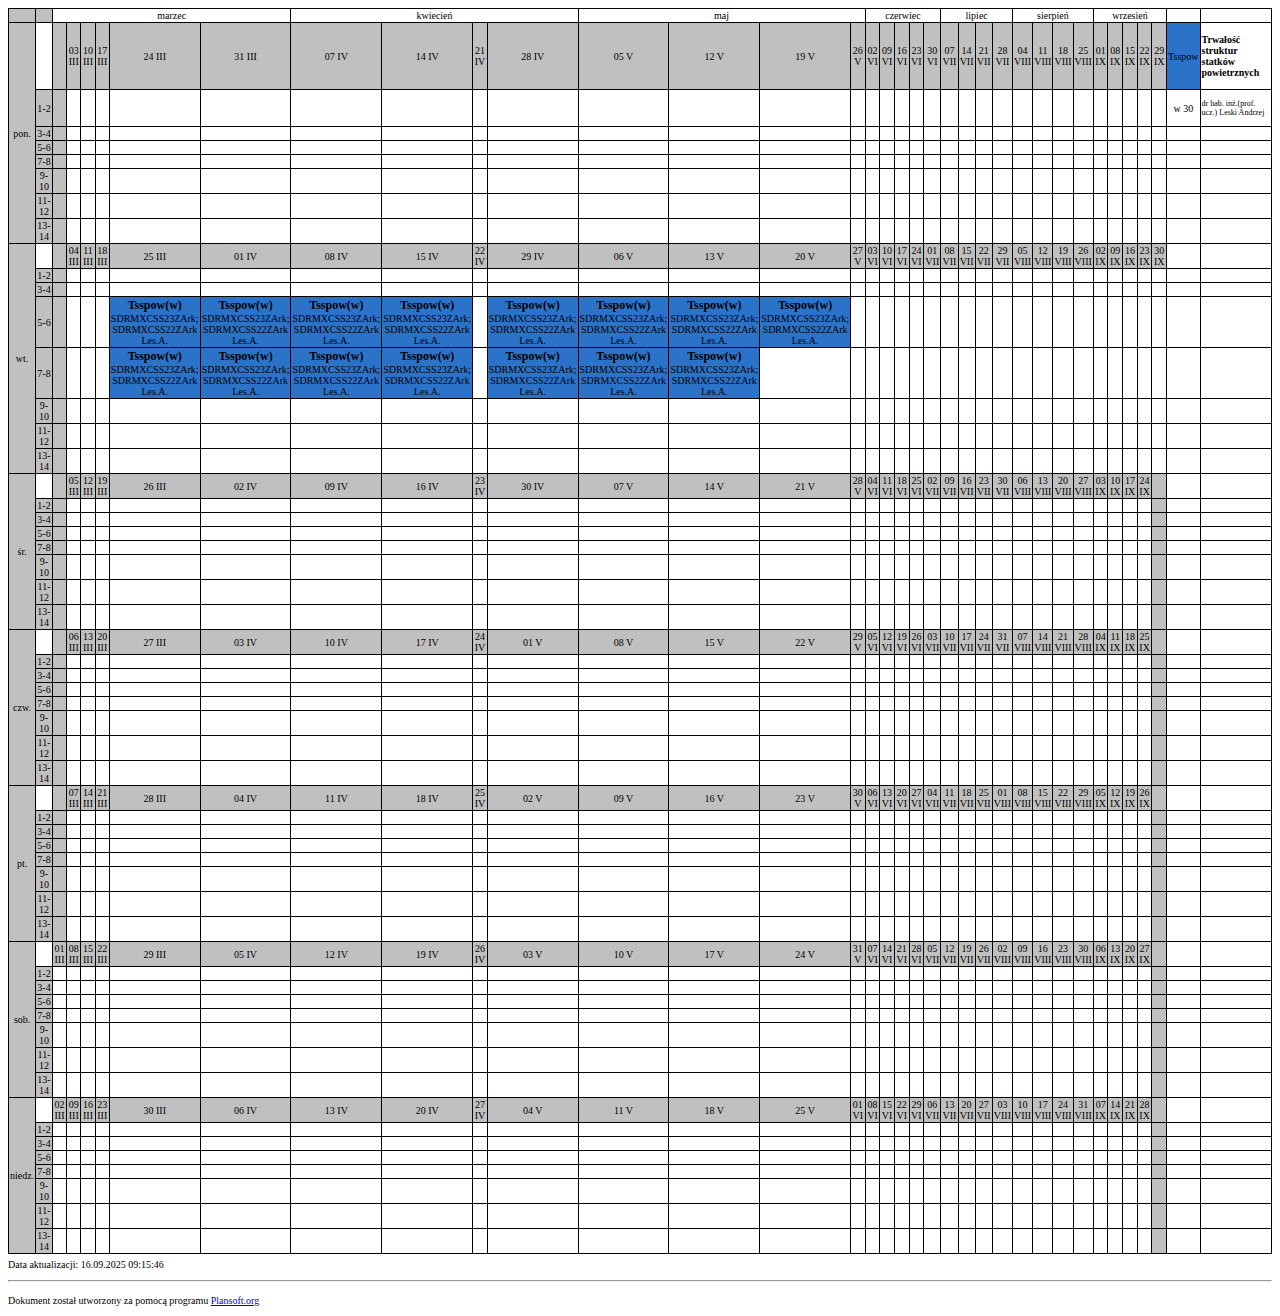 marzec kwiecień maj czerwiec lipiec sierpień wrzesień
pon. 03 III 10 III 17 III 24 III 31 III 07 IV 14 IV 21 IV 28 IV 05 V 12 V 19 V 26 V 02 VI 09 VI 16 VI 23 VI 30 VI 07 VII 14 VII 21 VII 28 VII 04 VIII 11 VIII 18 VIII 25 VIII 01 IX 08 IX 15 IX 22 IX 29 IX Tsspow Trwałość struktur statków powietrznych
1-2 w 30 dr hab. inż.(prof. ucz.) Leski Andrzej
3-4
5-6
7-8
9-10
11-12
13-14
wt. 04 III 11 III 18 III 25 III 01 IV 08 IV 15 IV 22 IV 29 IV 06 V 13 V 20 V 27 V 03 VI 10 VI 17 VI 24 VI 01 VII 08 VII 15 VII 22 VII 29 VII 05 VIII 12 VIII 19 VIII 26 VIII 02 IX 09 IX 16 IX 23 IX 30 IX
1-2
3-4
5-6
Tsspow(w) Tsspow(w) Tsspow(w) Tsspow(w) Tsspow(w) Tsspow(w) Tsspow(w) Tsspow(w)
SDRMXCSS23ZArk; SDRMXCSS23ZArk; SDRMXCSS23ZArk; SDRMXCSS23ZArk; SDRMXCSS23ZArk; SDRMXCSS23ZArk; SDRMXCSS23ZArk; SDRMXCSS23ZArk;
SDRMXCSS22ZArk SDRMXCSS22ZArk SDRMXCSS22ZArk SDRMXCSS22ZArk SDRMXCSS22ZArk SDRMXCSS22ZArk SDRMXCSS22ZArk SDRMXCSS22ZArk
Les.A. Les.A. Les.A. Les.A. Les.A. Les.A. Les.A. Les.A.
7-8
Tsspow(w) Tsspow(w) Tsspow(w) Tsspow(w) Tsspow(w) Tsspow(w) Tsspow(w)
SDRMXCSS23ZArk; SDRMXCSS23ZArk; SDRMXCSS23ZArk; SDRMXCSS23ZArk; SDRMXCSS23ZArk; SDRMXCSS23ZArk; SDRMXCSS23ZArk;
SDRMXCSS22ZArk SDRMXCSS22ZArk SDRMXCSS22ZArk SDRMXCSS22ZArk SDRMXCSS22ZArk SDRMXCSS22ZArk SDRMXCSS22ZArk
Les.A. Les.A. Les.A. Les.A. Les.A. Les.A. Les.A.
9-10
11-12
13-14
śr. 05 III 12 III 19 III 26 III 02 IV 09 IV 16 IV 23 IV 30 IV 07 V 14 V 21 V 28 V 04 VI 11 VI 18 VI 25 VI 02 VII 09 VII 16 VII 23 VII 30 VII 06 VIII 13 VIII 20 VIII 27 VIII 03 IX 10 IX 17 IX 24 IX
1-2
3-4
5-6
7-8
9-10
11-12
13-14
czw. 06 III 13 III 20 III 27 III 03 IV 10 IV 17 IV 24 IV 01 V 08 V 15 V 22 V 29 V 05 VI 12 VI 19 VI 26 VI 03 VII 10 VII 17 VII 24 VII 31 VII 07 VIII 14 VIII 21 VIII 28 VIII 04 IX 11 IX 18 IX 25 IX
1-2
3-4
5-6
7-8
9-10
11-12
13-14
pt. 07 III 14 III 21 III 28 III 04 IV 11 IV 18 IV 25 IV 02 V 09 V 16 V 23 V 30 V 06 VI 13 VI 20 VI 27 VI 04 VII 11 VII 18 VII 25 VII 01 VIII 08 VIII 15 VIII 22 VIII 29 VIII 05 IX 12 IX 19 IX 26 IX
1-2
3-4
5-6
7-8
9-10
11-12
13-14
sob. 01 III 08 III 15 III 22 III 29 III 05 IV 12 IV 19 IV 26 IV 03 V 10 V 17 V 24 V 31 V 07 VI 14 VI 21 VI 28 VI 05 VII 12 VII 19 VII 26 VII 02 VIII 09 VIII 16 VIII 23 VIII 30 VIII 06 IX 13 IX 20 IX 27 IX
1-2
3-4
5-6
7-8
9-10
11-12
13-14
niedz. 02 III 09 III 16 III 23 III 30 III 06 IV 13 IV 20 IV 27 IV 04 V 11 V 18 V 25 V 01 VI 08 VI 15 VI 22 VI 29 VI 06 VII 13 VII 20 VII 27 VII 03 VIII 10 VIII 17 VIII 24 VIII 31 VIII 07 IX 14 IX 21 IX 28 IX
1-2
3-4
5-6
7-8
9-10
11-12
13-14
Data aktualizacji: 16.09.2025 09:15:46
Dokument został utworzony za pomocą programu Plansoft.org